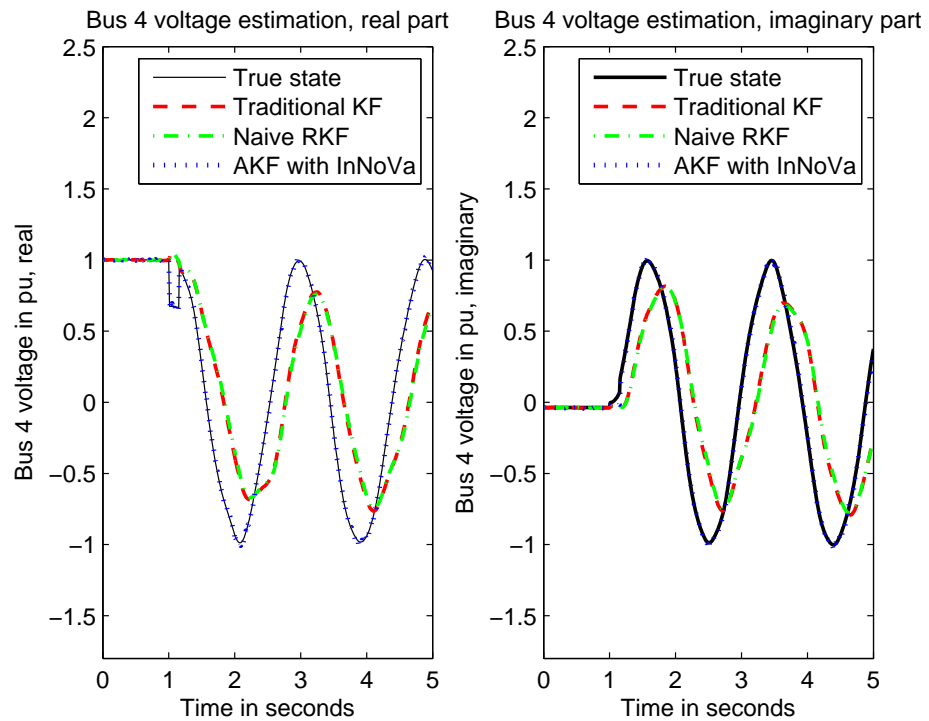 Bus 4 voltage estimation, real part
2.5
2
1.5
1
0.5
0
−0.5
−1
−1.5
Bus 4 voltage in pu, real
True state
Traditional KF
Naive RKF
AKF with InNoVa
0 1 2 3 4 5
Time in seconds
Bus 4 voltage estimation, imaginary part
2.5
2
1.5
1
0.5
0
−0.5
−1
−1.5
Bus 4 voltage in pu, imaginary
True state
Traditional KF
Naive RKF
AKF with InNoVa
0 1 2 3 4 5
Time in seconds